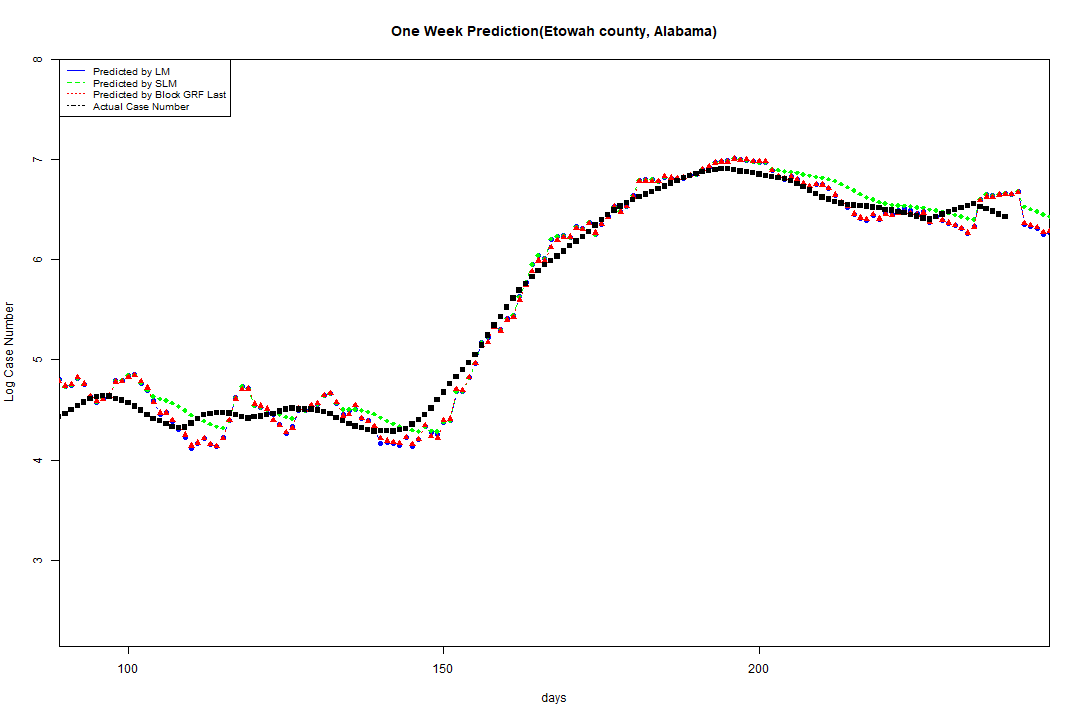 One Week Prediction(Etowah county, Alabama)
8
Predicted by LM
Predicted by SLM
Predicted by Block GRF Last
Actual Case Number
7
6
5
4
3
Log Case Number
100 150 200
days